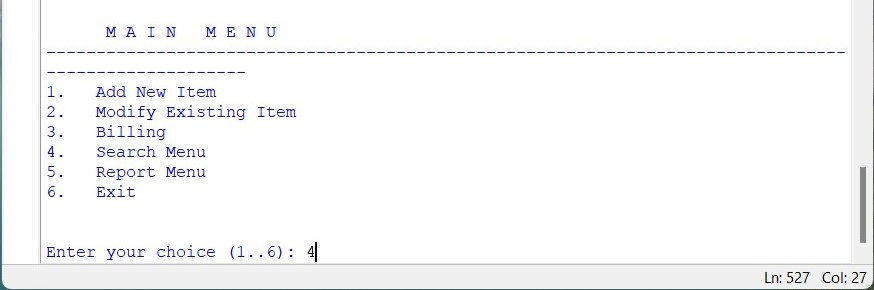 M A I N   M E N U
--------------------------------------------------------------------------------
--------------------
1.   Add New Item
2.   Modify Existing Item
3.   Billing
4.   Search Menu
5.   Report Menu
6.   Exit
Enter your choice (1..6): 4
Ln: 527   Col: 27